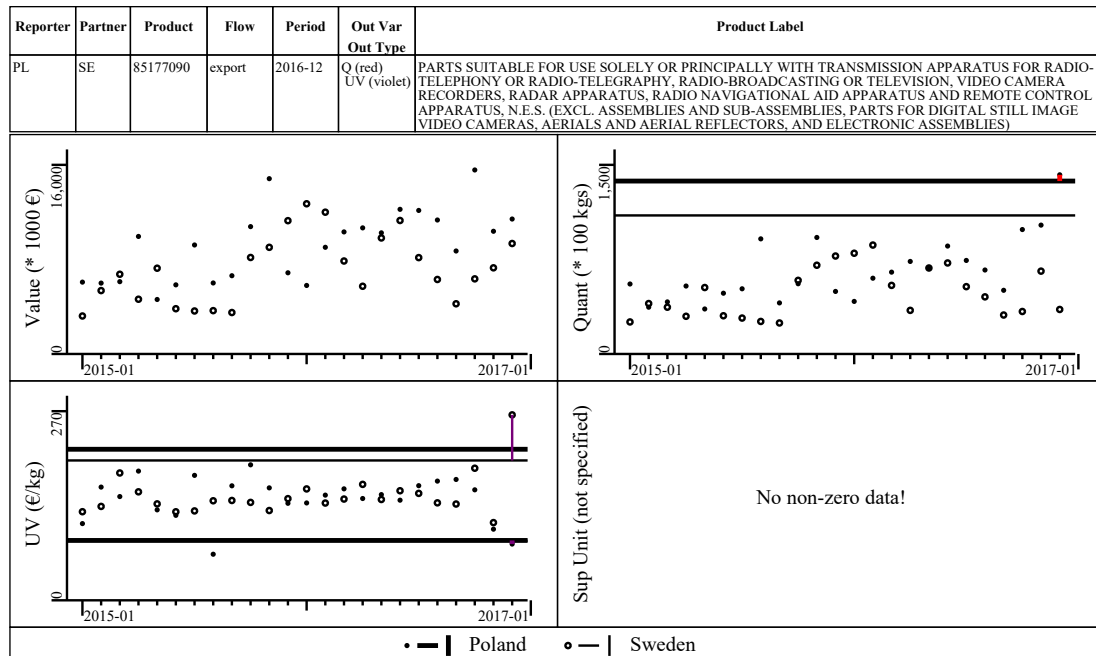 Reporter Partner Product Flow Period Out Var Product Label
Out Type
PL SE 85177090 export 2016-12 Q (red) PARTS SUITABLE FOR USE SOLELY OR PRINCIPALLY WITH TRANSMISSION APPARATUS FOR RADIO-
UV (violet) TELEPHONY OR RADIO-TELEGRAPHY, RADIO-BROADCASTING OR TELEVISION, VIDEO CAMERA
RECORDERS, RADAR APPARATUS, RADIO NAVIGATIONAL AID APPARATUS AND REMOTE CONTROL
APPARATUS, N.E.S. (EXCL. ASSEMBLIES AND SUB-ASSEMBLIES, PARTS FOR DIGITAL STILL IMAGE
VIDEO CAMERAS, AERIALS AND AERIAL REFLECTORS, AND ELECTRONIC ASSEMBLIES)
Value (* 1000 €)
16,000
0
2015-01 2017-01
Quant (* 100 kgs)
1,500
0
2015-01 2017-01
UV (€/kg)
270
0
2015-01 2017-01
Sup Unit (not specified)
No non-zero data!
Poland Sweden